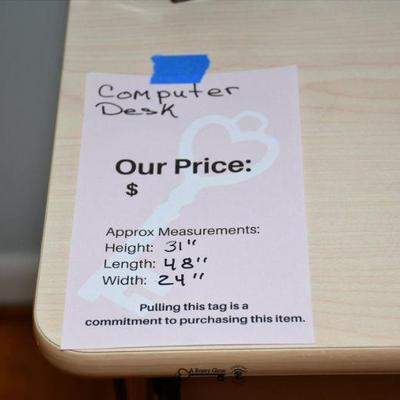 Computer
Desk
Our Price:
$
Approx Measurements:
Height: 31"
Length: 48"
Width: 24"
Pulling this tag is a
commitment to purchasing this item.